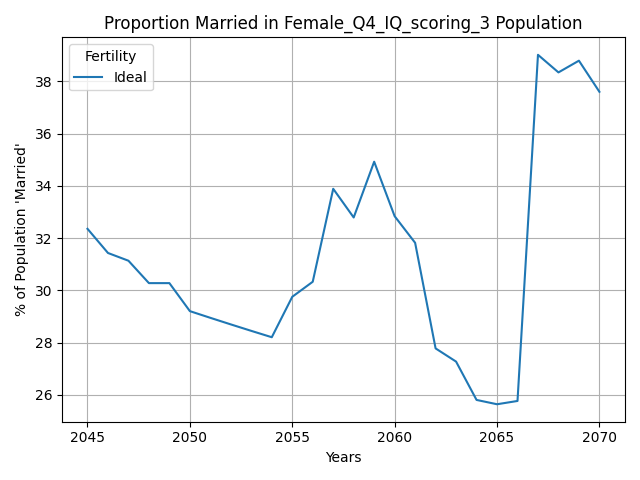 Proportion Married in Female_Q4_IQ_scoring_3 Population
Fertility
Ideal
% of Population 'Married'
38
36
34
32
30
28
26
2045
2050
2055
2060
2065
2070
Years